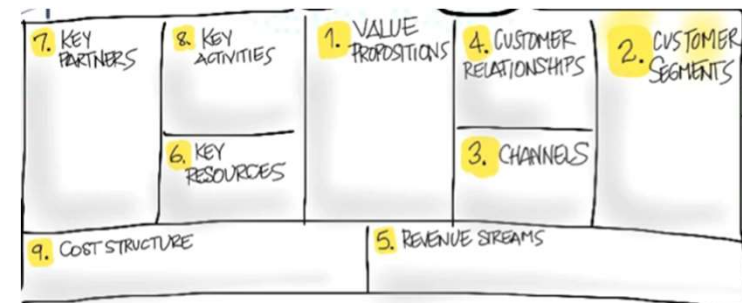 7. KEY
PARTNERS
8. KEY
ACTIVITIES
6. KEY
RESOURCES
1. VALUE
PROPOSITIONS
4. CUSTOMER
RELATIONSHIPS
3. CHANNELS
2. CUSTOMER
SEGMENTS
9. COST STRUCTURE
5. REVENUE STREAMS